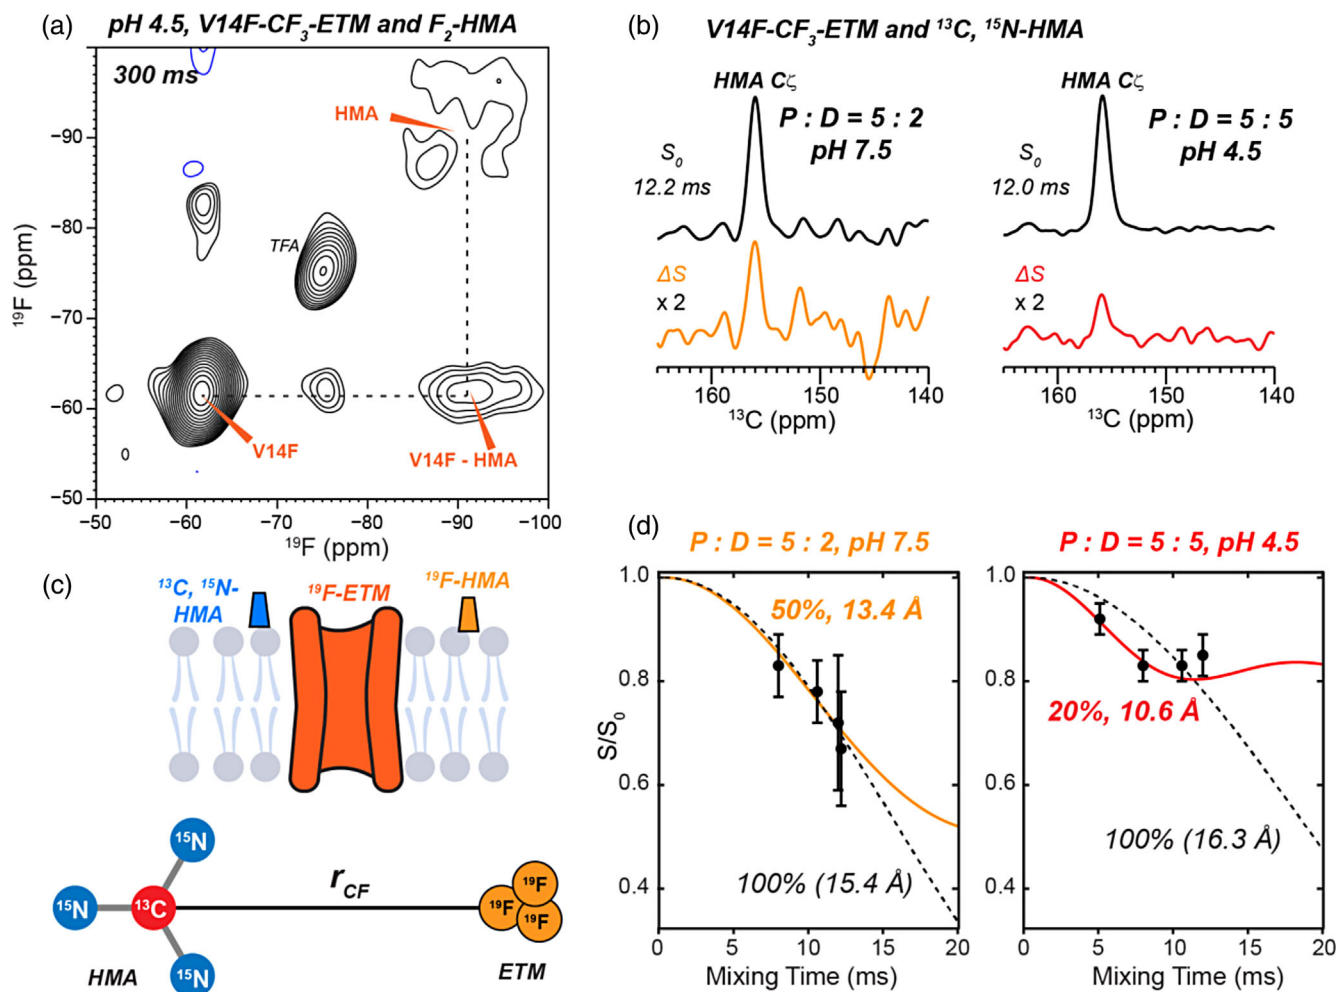 (a)
pH 4.5, V14F-CF₃-ETM and F₂-HMA
300 ms
HMA
TFA
V14F
V14F - HMA
−90
−80
−70
−60
−50
¹⁹F (ppm)
−50 −60 −70 −80 −90 −100
¹⁹F (ppm)
(b)
V14F-CF₃-ETM and ¹³C, ¹⁵N-HMA
HMA Cζ
P : D = 5 : 2
pH 7.5
S₀
12.2 ms
ΔS
x 2
160 150 140
¹³C (ppm)
HMA Cζ
P : D = 5 : 5
pH 4.5
S₀
12.0 ms
ΔS
x 2
160 150 140
¹³C (ppm)
(c)
¹³C, ¹⁵N-
HMA
¹⁹F-ETM
¹⁹F-HMA
¹⁵N
¹⁵N
¹³C
¹⁵N
r_CF
¹⁹F
¹⁹F
¹⁹F
HMA
ETM
(d)
P : D = 5 : 2, pH 7.5
1.0
0.8
0.6
0.4
S/S₀
50%, 13.4 Å
100% (15.4 Å)
0 5 10 15 20
Mixing Time (ms)
P : D = 5 : 5, pH 4.5
1.0
0.8
0.6
0.4
20%, 10.6 Å
100% (16.3 Å)
0 5 10 15 20
Mixing Time (ms)